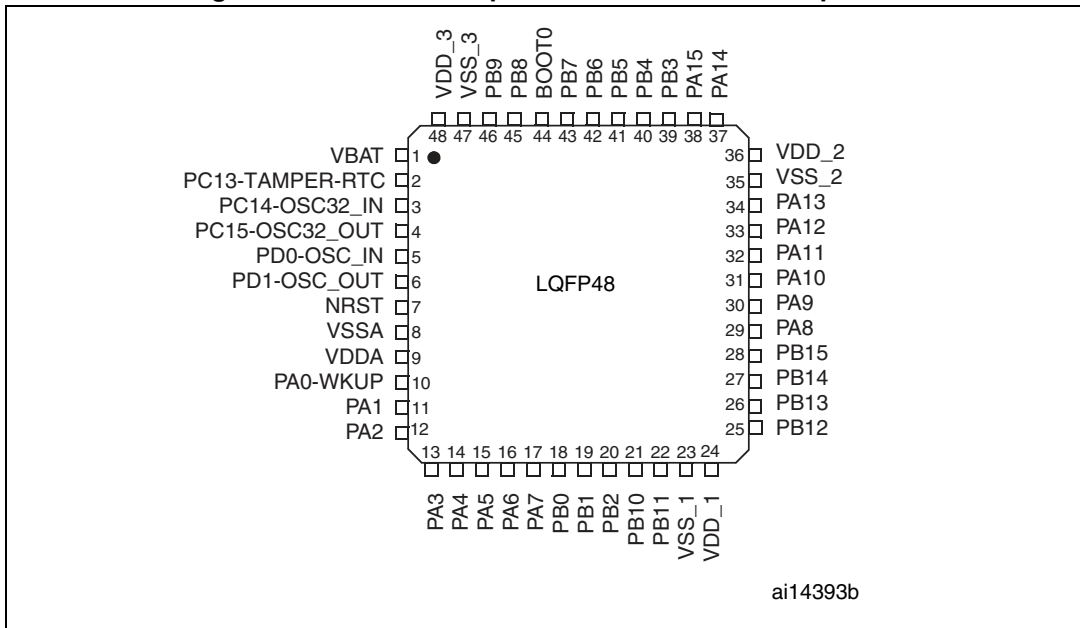 VDD_3
VSS_3
PB9
PB8
BOOT0
PB7
PB6
PB5
PB4
PB3
PA15
PA14
48 47 46 45 44 43 42 41 40 39 38 37
VBAT 1
PC13-TAMPER-RTC 2
PC14-OSC32_IN 3
PC15-OSC32_OUT 4
PD0-OSC_IN 5
PD1-OSC_OUT 6
NRST 7
VSSA 8
VDDA 9
PA0-WKUP 10
PA1 11
PA2 12
LQFP48
36 VDD_2
35 VSS_2
34 PA13
33 PA12
32 PA11
31 PA10
30 PA9
29 PA8
28 PB15
27 PB14
26 PB13
25 PB12
13 14 15 16 17 18 19 20 21 22 23 24
PA3
PA4
PA5
PA6
PA7
PB0
PB1
PB2
PB10
PB11
VSS_1
VDD_1
ai14393b